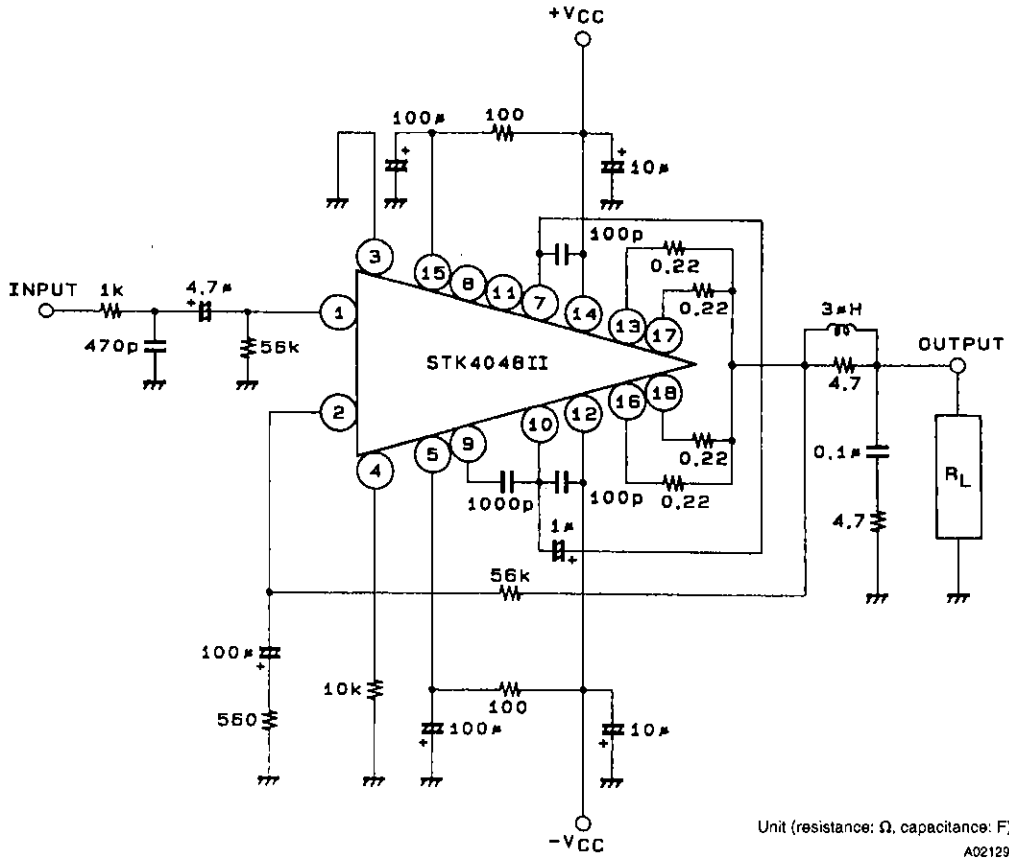 +VCC
100μ
100
+
+
10μ
100p
3
15
8
11
7
14
13
17
0.22
0.22
INPUT
1k
4.7μ
+
1
470p
56k
STK4048II
3μH
OUTPUT
4.7
2
4
5
9
10
12
16
18
0.22
0.22
1000p
100p
1μ
+
0.1μ
4.7
RL
56k
100μ
+
560
10k
100
100μ
+
10μ
+
-VCC
Unit (resistance: Ω, capacitance: F)
A02129